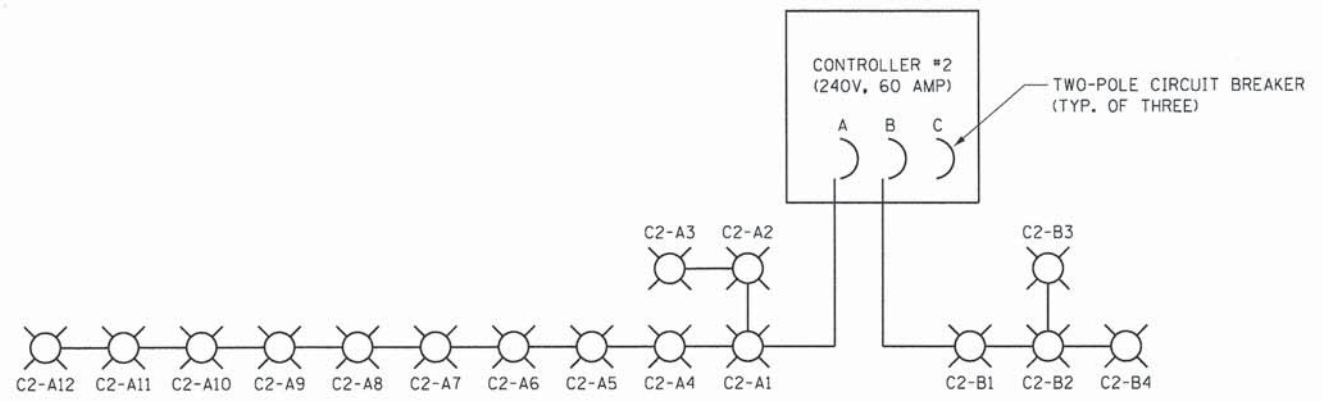 CONTROLLER #2
(240V, 60 AMP)
TWO-POLE CIRCUIT BREAKER
(TYP. OF THREE)
A B C
C2-A3 C2-A2 C2-B3
C2-A12 C2-A11 C2-A10 C2-A9 C2-A8 C2-A7 C2-A6 C2-A5 C2-A4 C2-A1 C2-B1 C2-B2 C2-B4